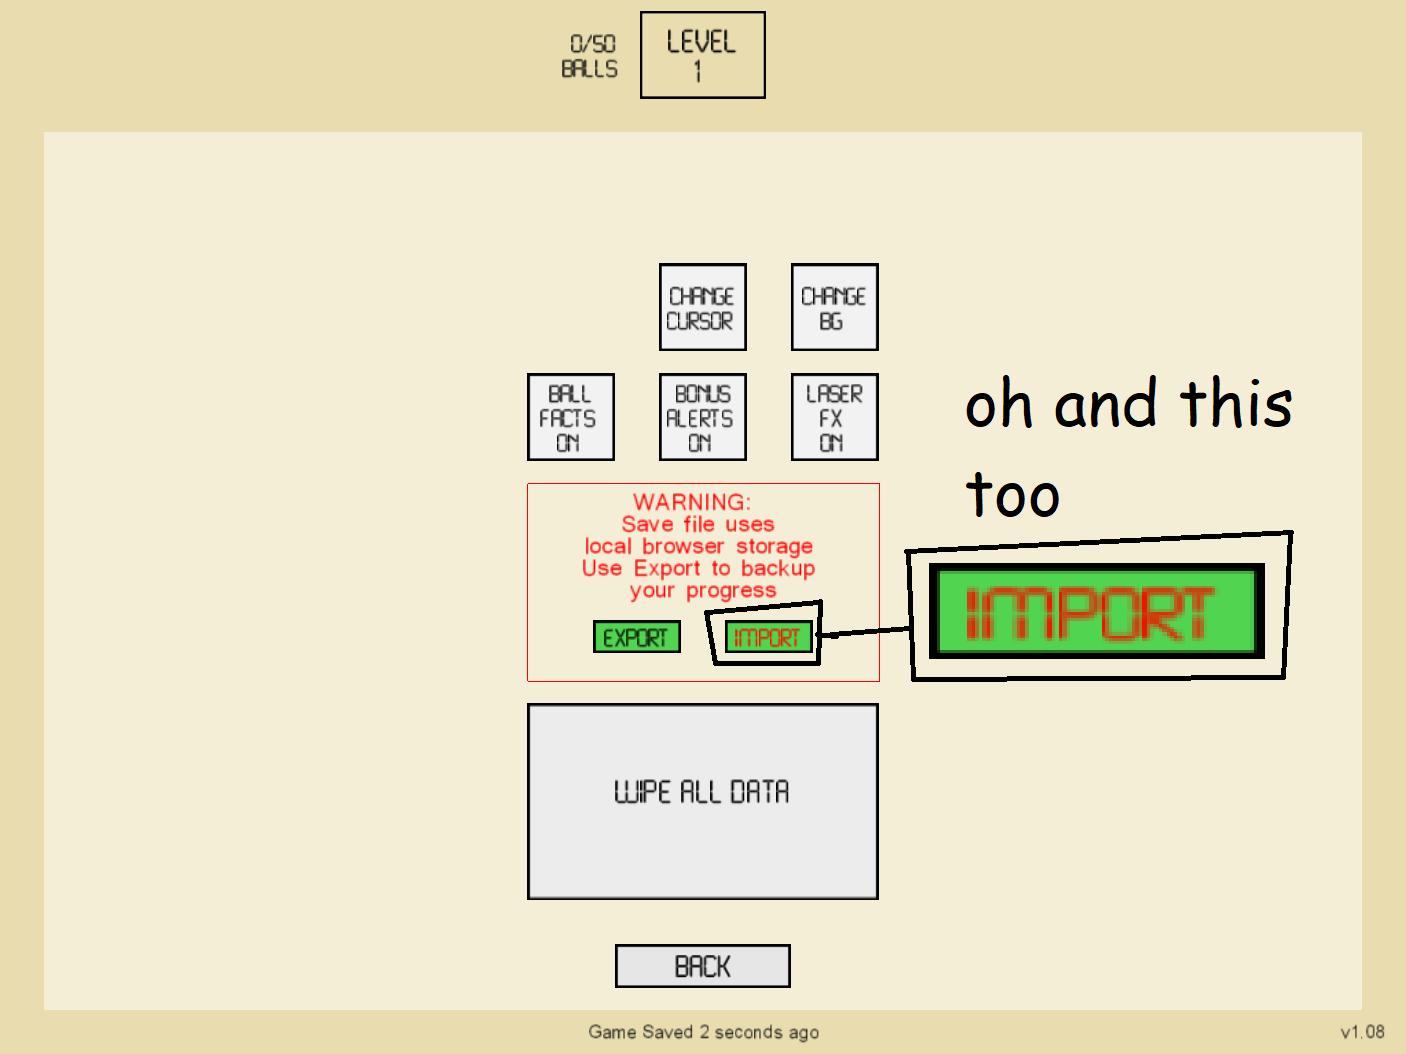 0/50
BALLS
LEVEL
1
CHANGE
CURSOR
CHANGE
BG
BALL
FACTS
ON
BONUS
ALERTS
ON
LASER
FX
ON
oh and this
too
WARNING:
Save file uses
local browser storage
Use Export to backup
your progress
EXPORT
IMPORT
IMPORT
WIPE ALL DATA
BACK
Game Saved 2 seconds ago
v1.08